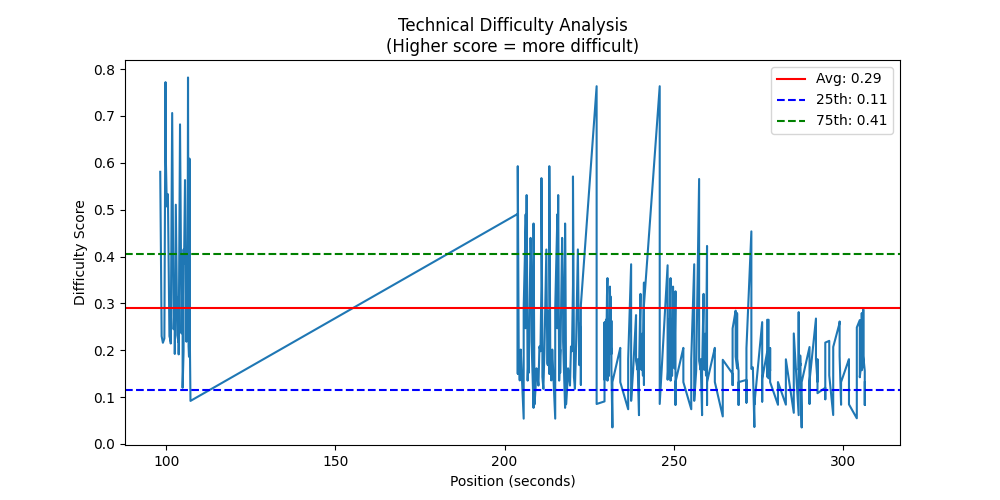 Technical Difficulty Analysis
(Higher score = more difficult)
Avg: 0.29
25th: 0.11
75th: 0.41
Difficulty Score
0.8
0.7
0.6
0.5
0.4
0.3
0.2
0.1
0.0
100 150 200 250 300
Position (seconds)